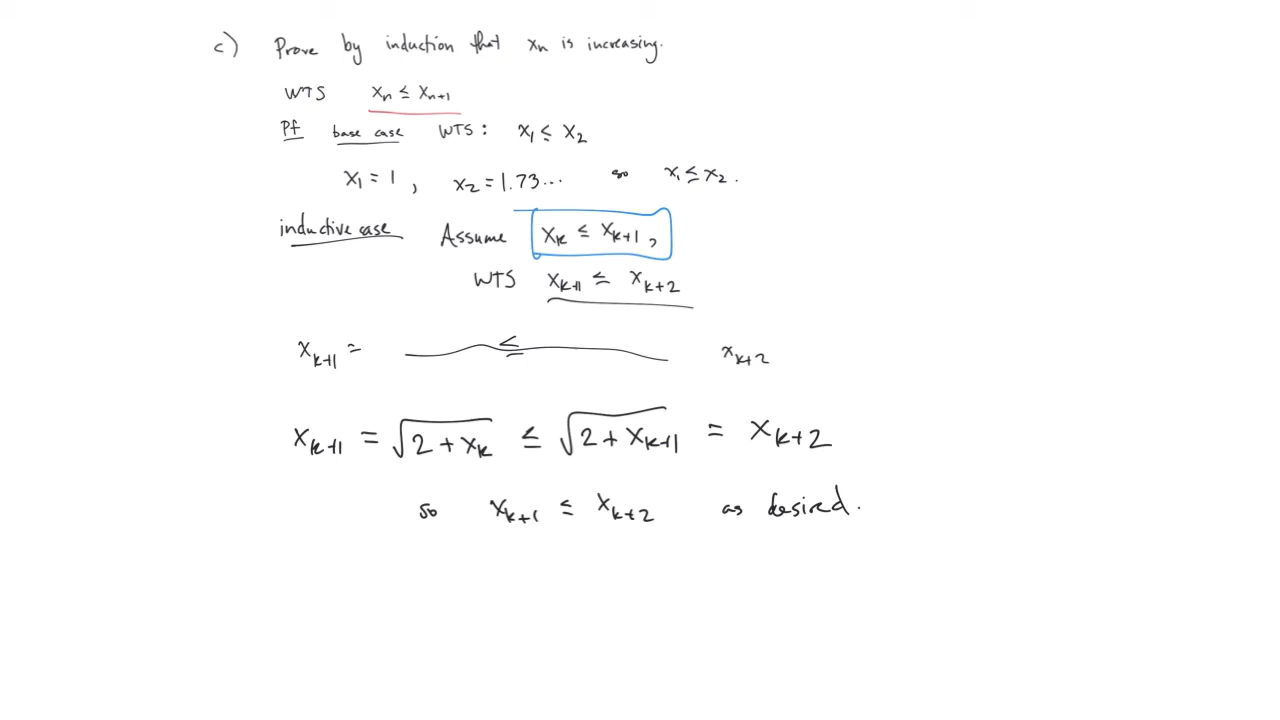 c) Prove by induction that xₙ is increasing.
WTS xₙ ≤ xₙ₊₁
Pf base case WTS: x₁ ≤ x₂
x₁ = 1, x₂ = 1.73... so x₁ ≤ x₂.
inductive case Assume xₖ ≤ xₖ₊₁,
WTS xₖ₊₁ ≤ xₖ₊₂
xₖ₊₁ = ≤ xₖ₊₂
xₖ₊₁ = √(2 + xₖ) ≤ √(2 + xₖ₊₁) = xₖ₊₂
so xₖ₊₁ ≤ xₖ₊₂ as desired.